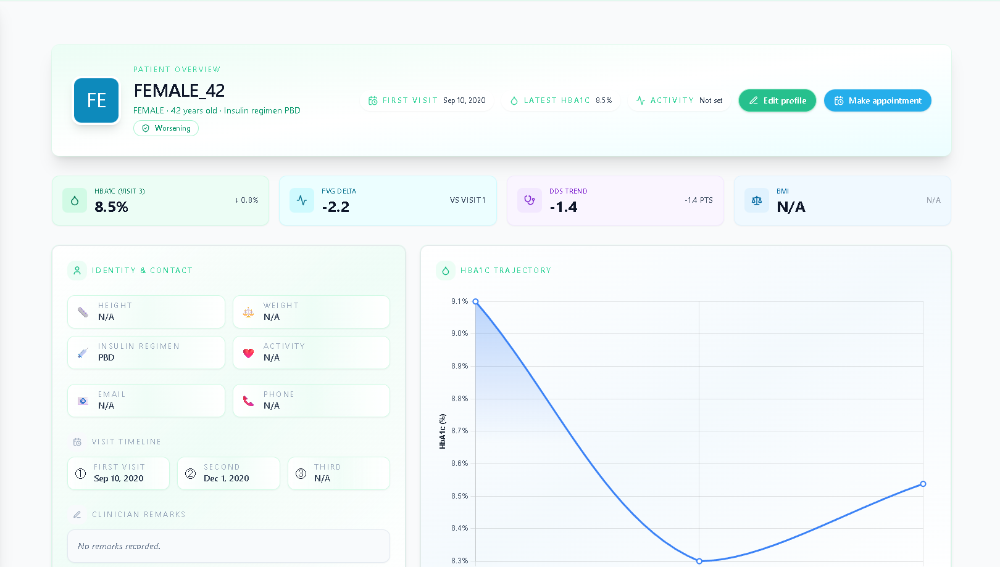 PATIENT OVERVIEW
FE
FEMALE_42
FEMALE · 42 years old · Insulin regimen PBD
Worsening
FIRST VISIT Sep 10, 2020
LATEST HBA1C 8.5%
ACTIVITY Not set
Edit profile
Make appointment
HBA1C (VISIT 3)
8.5%
↓ 0.8%
FVG DELTA
-2.2
VS VISIT 1
DDS TREND
-1.4
-1.4 PTS
BMI
N/A
N/A
IDENTITY & CONTACT
HEIGHT
N/A
WEIGHT
N/A
INSULIN REGIMEN
PBD
ACTIVITY
N/A
EMAIL
N/A
PHONE
N/A
VISIT TIMELINE
①
FIRST VISIT
Sep 10, 2020
②
SECOND
Dec 1, 2020
③
THIRD
N/A
CLINICIAN REMARKS
No remarks recorded.
HBA1C TRAJECTORY
9.1%
9.0%
8.9%
8.8%
8.7%
8.6%
8.5%
8.4%
8.3%
HbA1c (%)